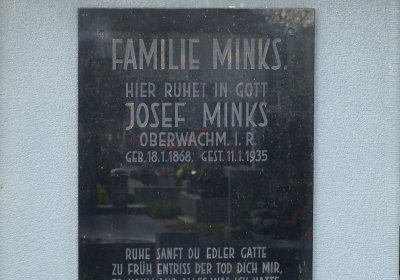 FAMILIE MINKS.
HIER RUHET IN GOTT
JOSEF MINKS
OBERWACHM. I. R.
GEB. 18.1.1868. GEST. 11.1.1935
RUHE SANFT DU EDLER GATTE
ZU FRÜH ENTRISS DER TOD DICH MIR,